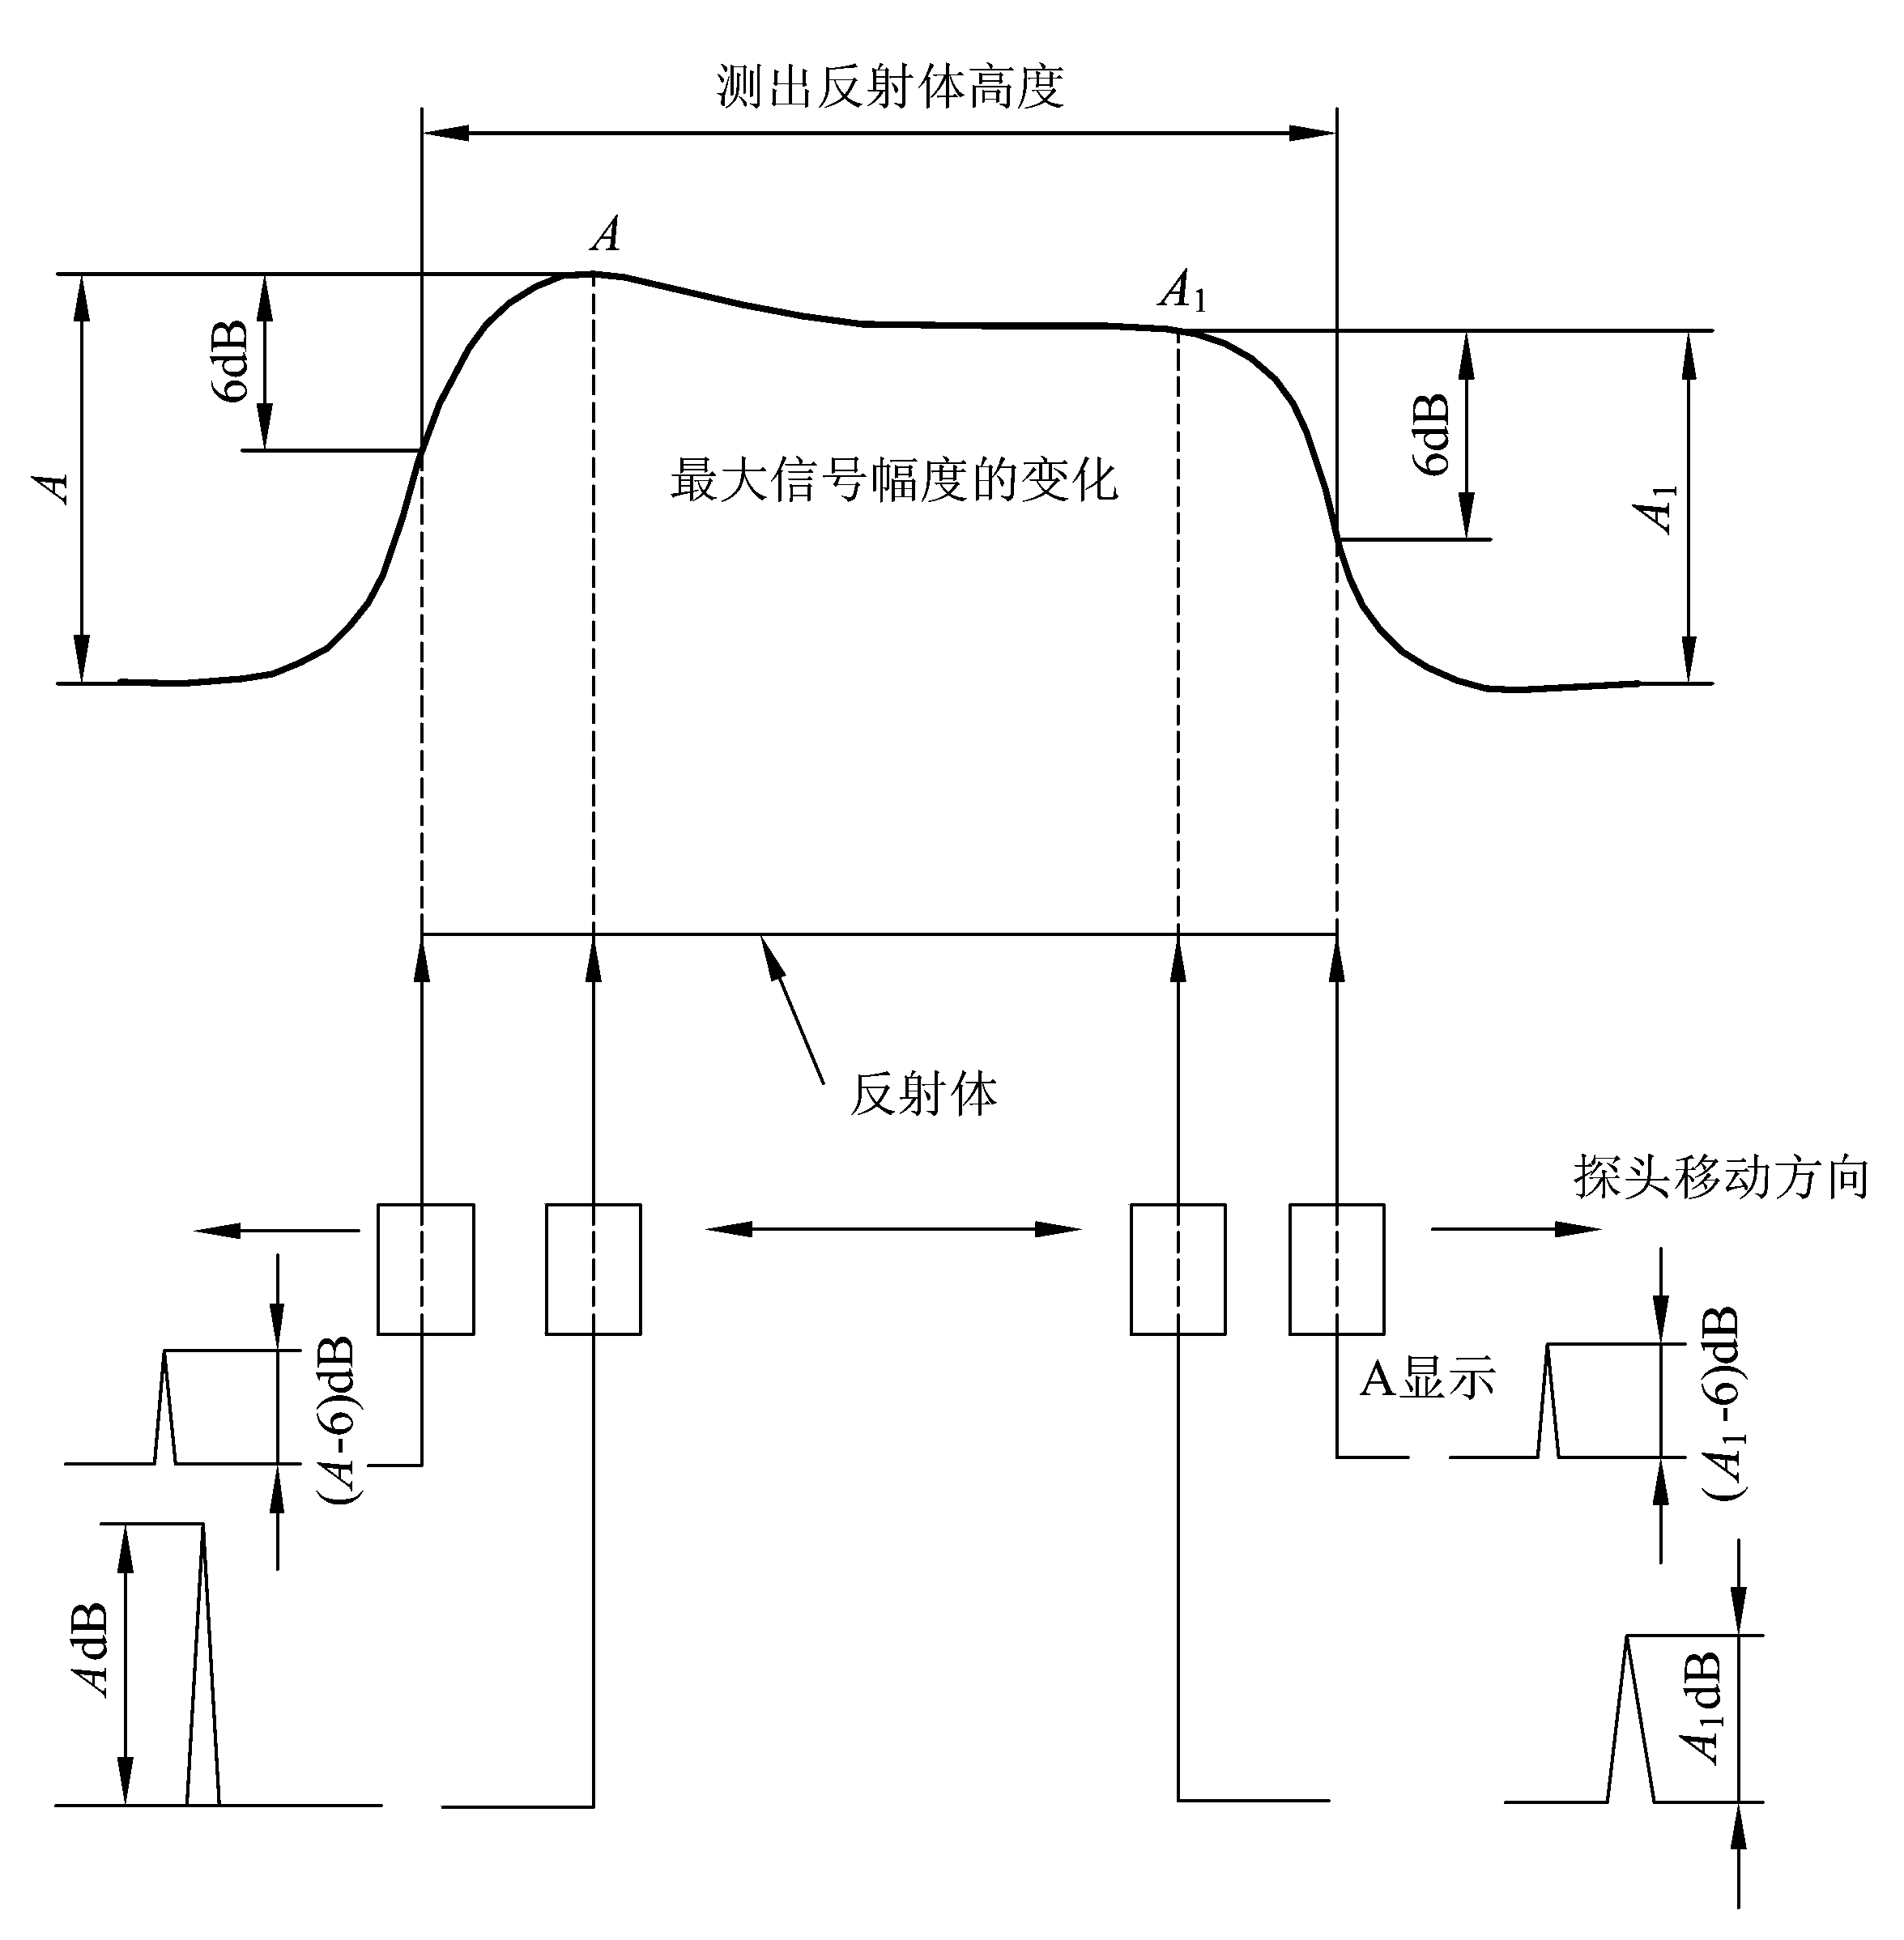 测出反射体高度
A
A₁
6dB
6dB
A
A₁
最大信号幅度的变化
反射体
探头移动方向
(A-6)dB
A显示
(A₁-6)dB
AdB
A₁dB